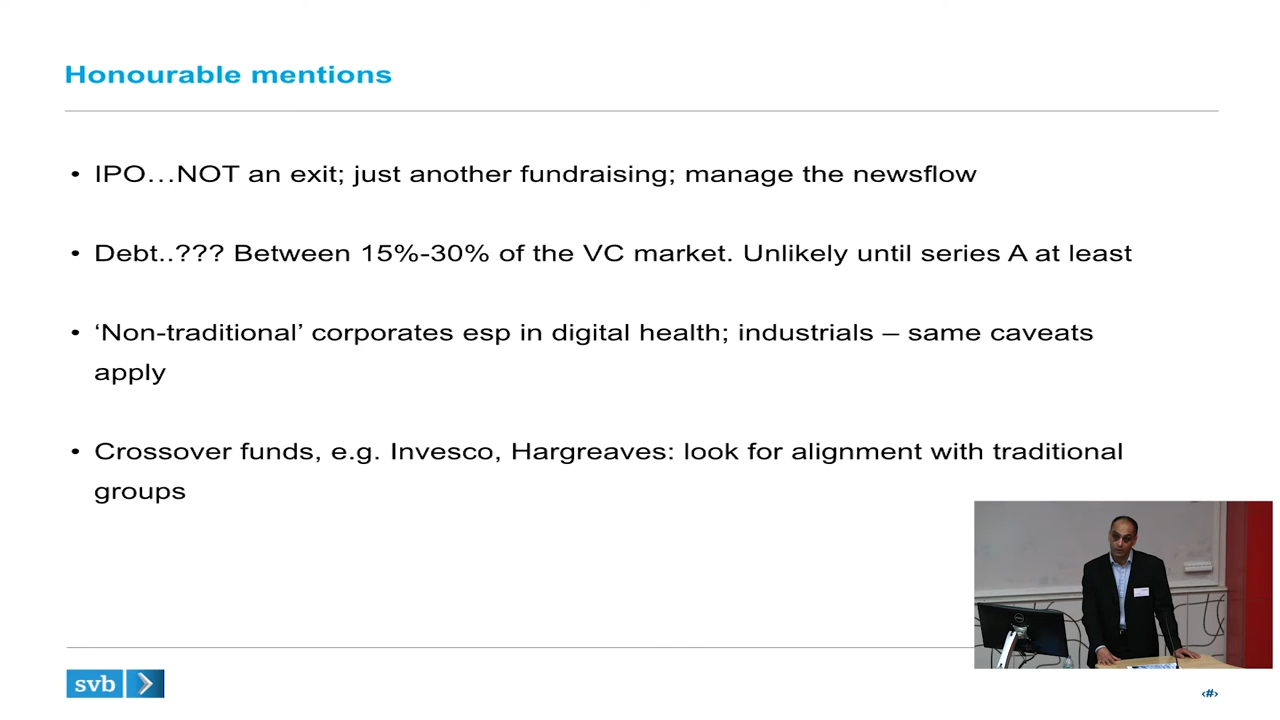 Honourable mentions
• IPO…NOT an exit; just another fundraising; manage the newsflow
• Debt..??? Between 15%-30% of the VC market. Unlikely until series A at least
• ‘Non-traditional’ corporates esp in digital health; industrials – same caveats
apply
• Crossover funds, e.g. Invesco, Hargreaves: look for alignment with traditional
groups
svb
‹#›